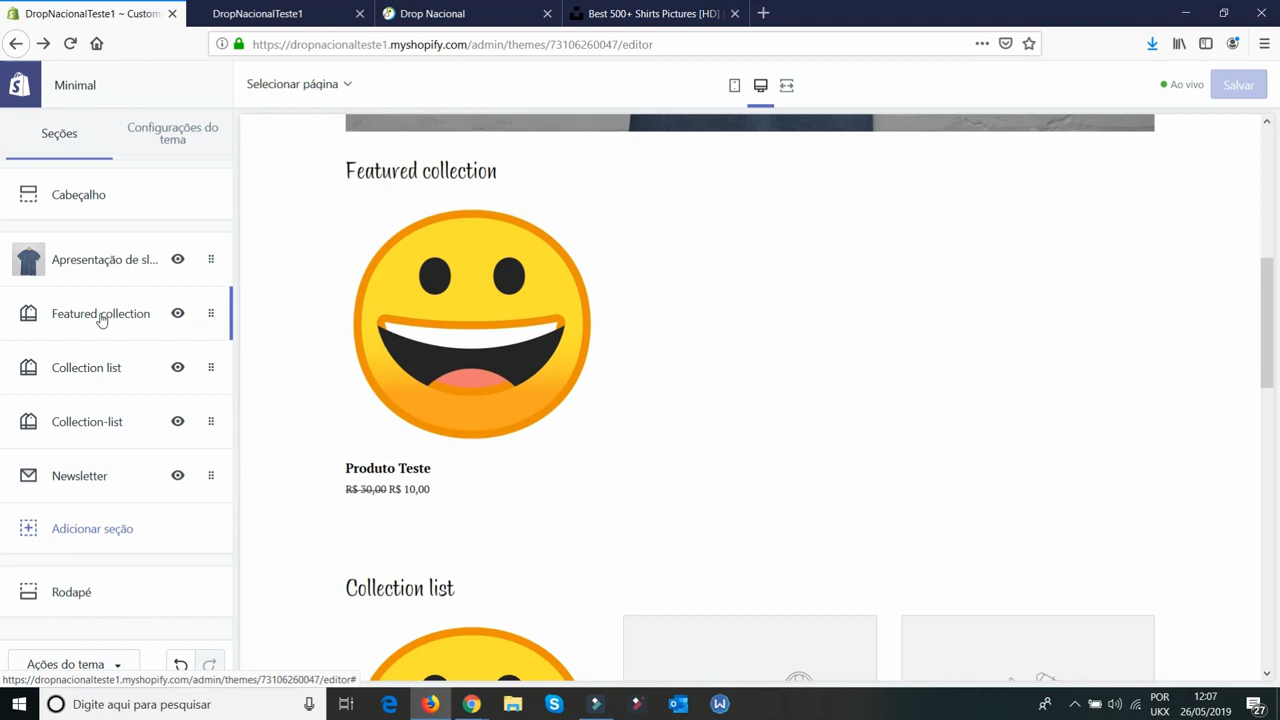 DropNacionalTeste1 ~ Custom
DropNacionalTeste1
Drop Nacional
Best 500+ Shirts Pictures [HD] |
https://dropnacionalteste1.myshopify.com/admin/themes/73106260047/editor
Minimal
Selecionar página
Ao vivo
Salvar
Seções
Configurações do
tema
Cabeçalho
Apresentação de sl...
Featured collection
Collection list
Collection-list
Newsletter
Adicionar seção
Rodapé
Ações do tema
Featured collection
Produto Teste
R$ 30,00 R$ 10,00
Collection list
https://dropnacionalteste1.myshopify.com/admin/themes/73106260047/editor#
Digite aqui para pesquisar
POR
UKX
12:07
26/05/2019
27